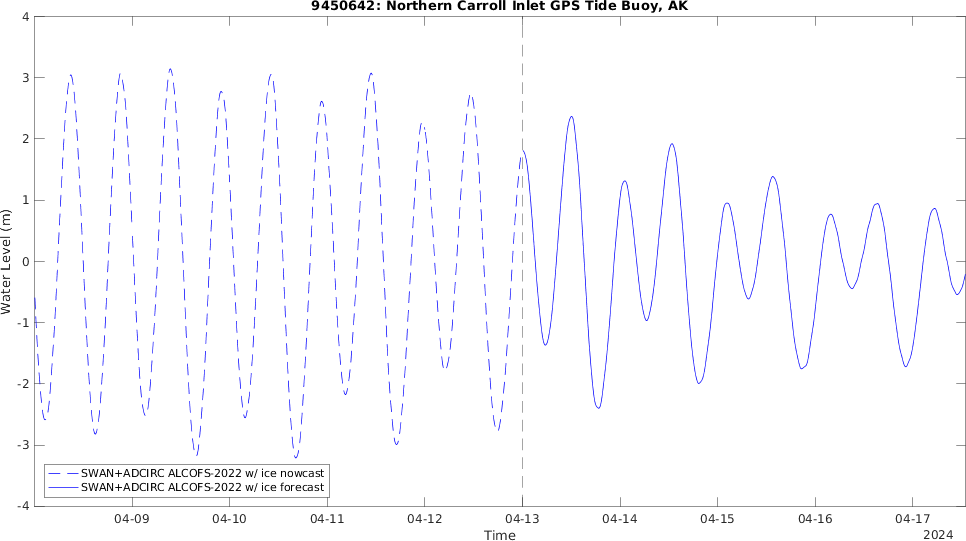 9450642: Northern Carroll Inlet GPS Tide Buoy, AK
4
3
2
1
0
-1
-2
-3
-4
Water Level (m)
SWAN+ADCIRC ALCOFS-2022 w/ ice nowcast
SWAN+ADCIRC ALCOFS-2022 w/ ice forecast
04-09 04-10 04-11 04-12 04-13 04-14 04-15 04-16 04-17
Time
2024